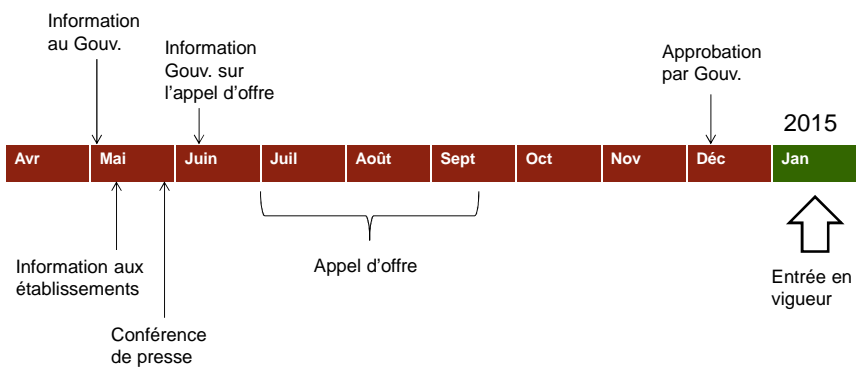 Information
au Gouv.
Information
Gouv. sur
l'appel d'offre
Approbation
par Gouv.
2015
Avr Mai Juin Juil Août Sept Oct Nov Déc Jan
Information aux
établissements
Appel d'offre
Entrée en
vigueur
Conférence
de presse